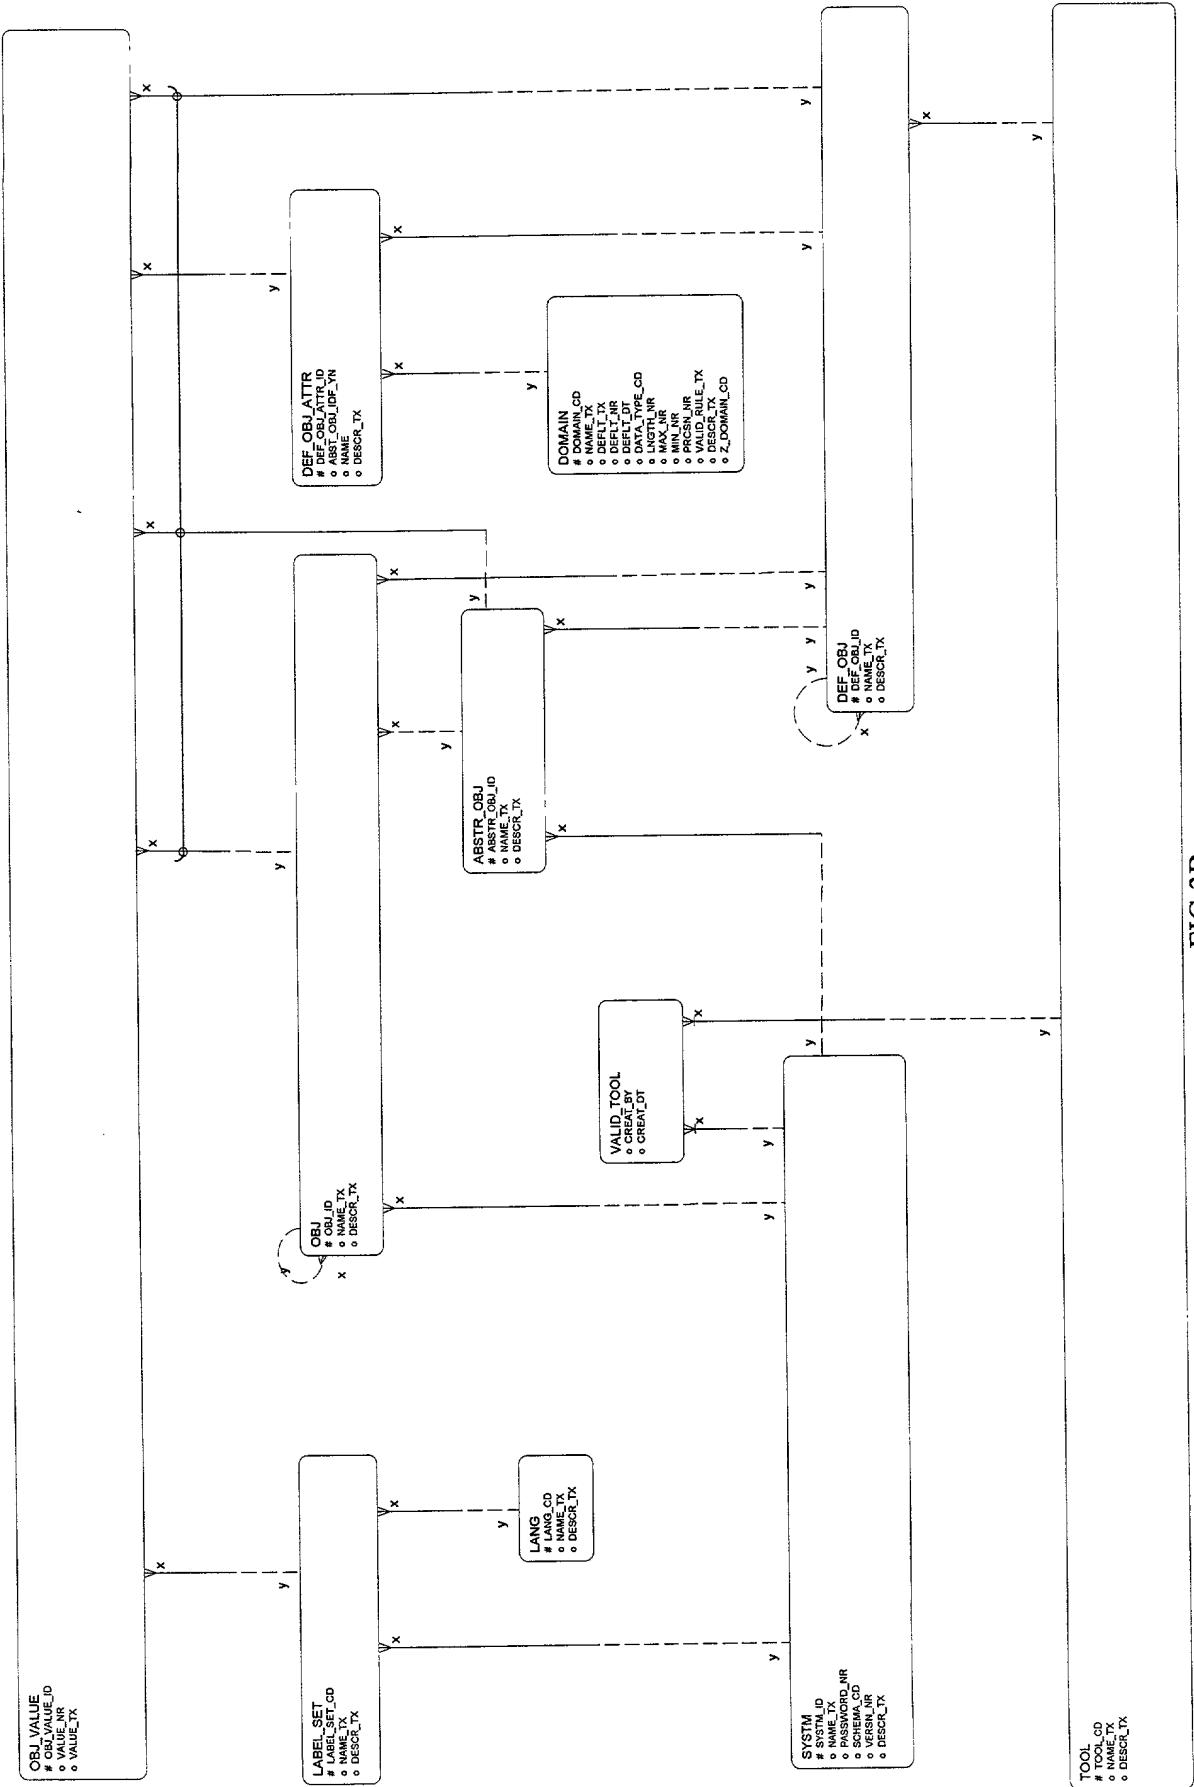 OBJ_VALUE
# OBJ_VALUE_ID
o VALUE_NR
o VALUE_TX
x
x
x
x
x
y
y
y
y
LABEL_SET
# LABEL_SET_CD
o NAME_TX
o DESCR_TX
OBJ
# OBJ_ID
o NAME_TX
o DESCR_TX
x
DEF_OBJ_ATTR
# DEF_OBJ_ATTR_ID
o ABST_OBJ_IDF_YN
o NAME
o DESCR_TX
x
x
x
x
x
x
x
y
y
y
y
ABSTR_OBJ
# ABSTR_OBJ_ID
o NAME_TX
o DESCR_TX
LANG
# LANG_CD
o NAME_TX
o DESCR_TX
DOMAIN
# DOMAIN_CD
o NAME_TX
o DEFLT_TX
o DEFLT_NR
o DEFLT_DT
o DATA_TYPE_CD
o LNGTH_NR
o MAX_NR
o MIN_NR
o PRCSN_NR
o VALID_RULE_TX
o DESCR_TX
o Z_DOMAIN_CD
x
x
VALID_TOOL
o CREAT_BY
o CREAT_DT
x
x
y
y
y
y
y
y
y
y
y
SYSTM
# SYSTM_ID
o NAME_TX
o PASSWORD_NR
o SCHEMA_CD
o VERSN_NR
o DESCR_TX
DEF_OBJ
# DEF_OBJ_ID
o NAME_TX
o DESCR_TX
x
x
y
y
TOOL
# TOOL_CD
o NAME_TX
o DESCR_TX
FIG